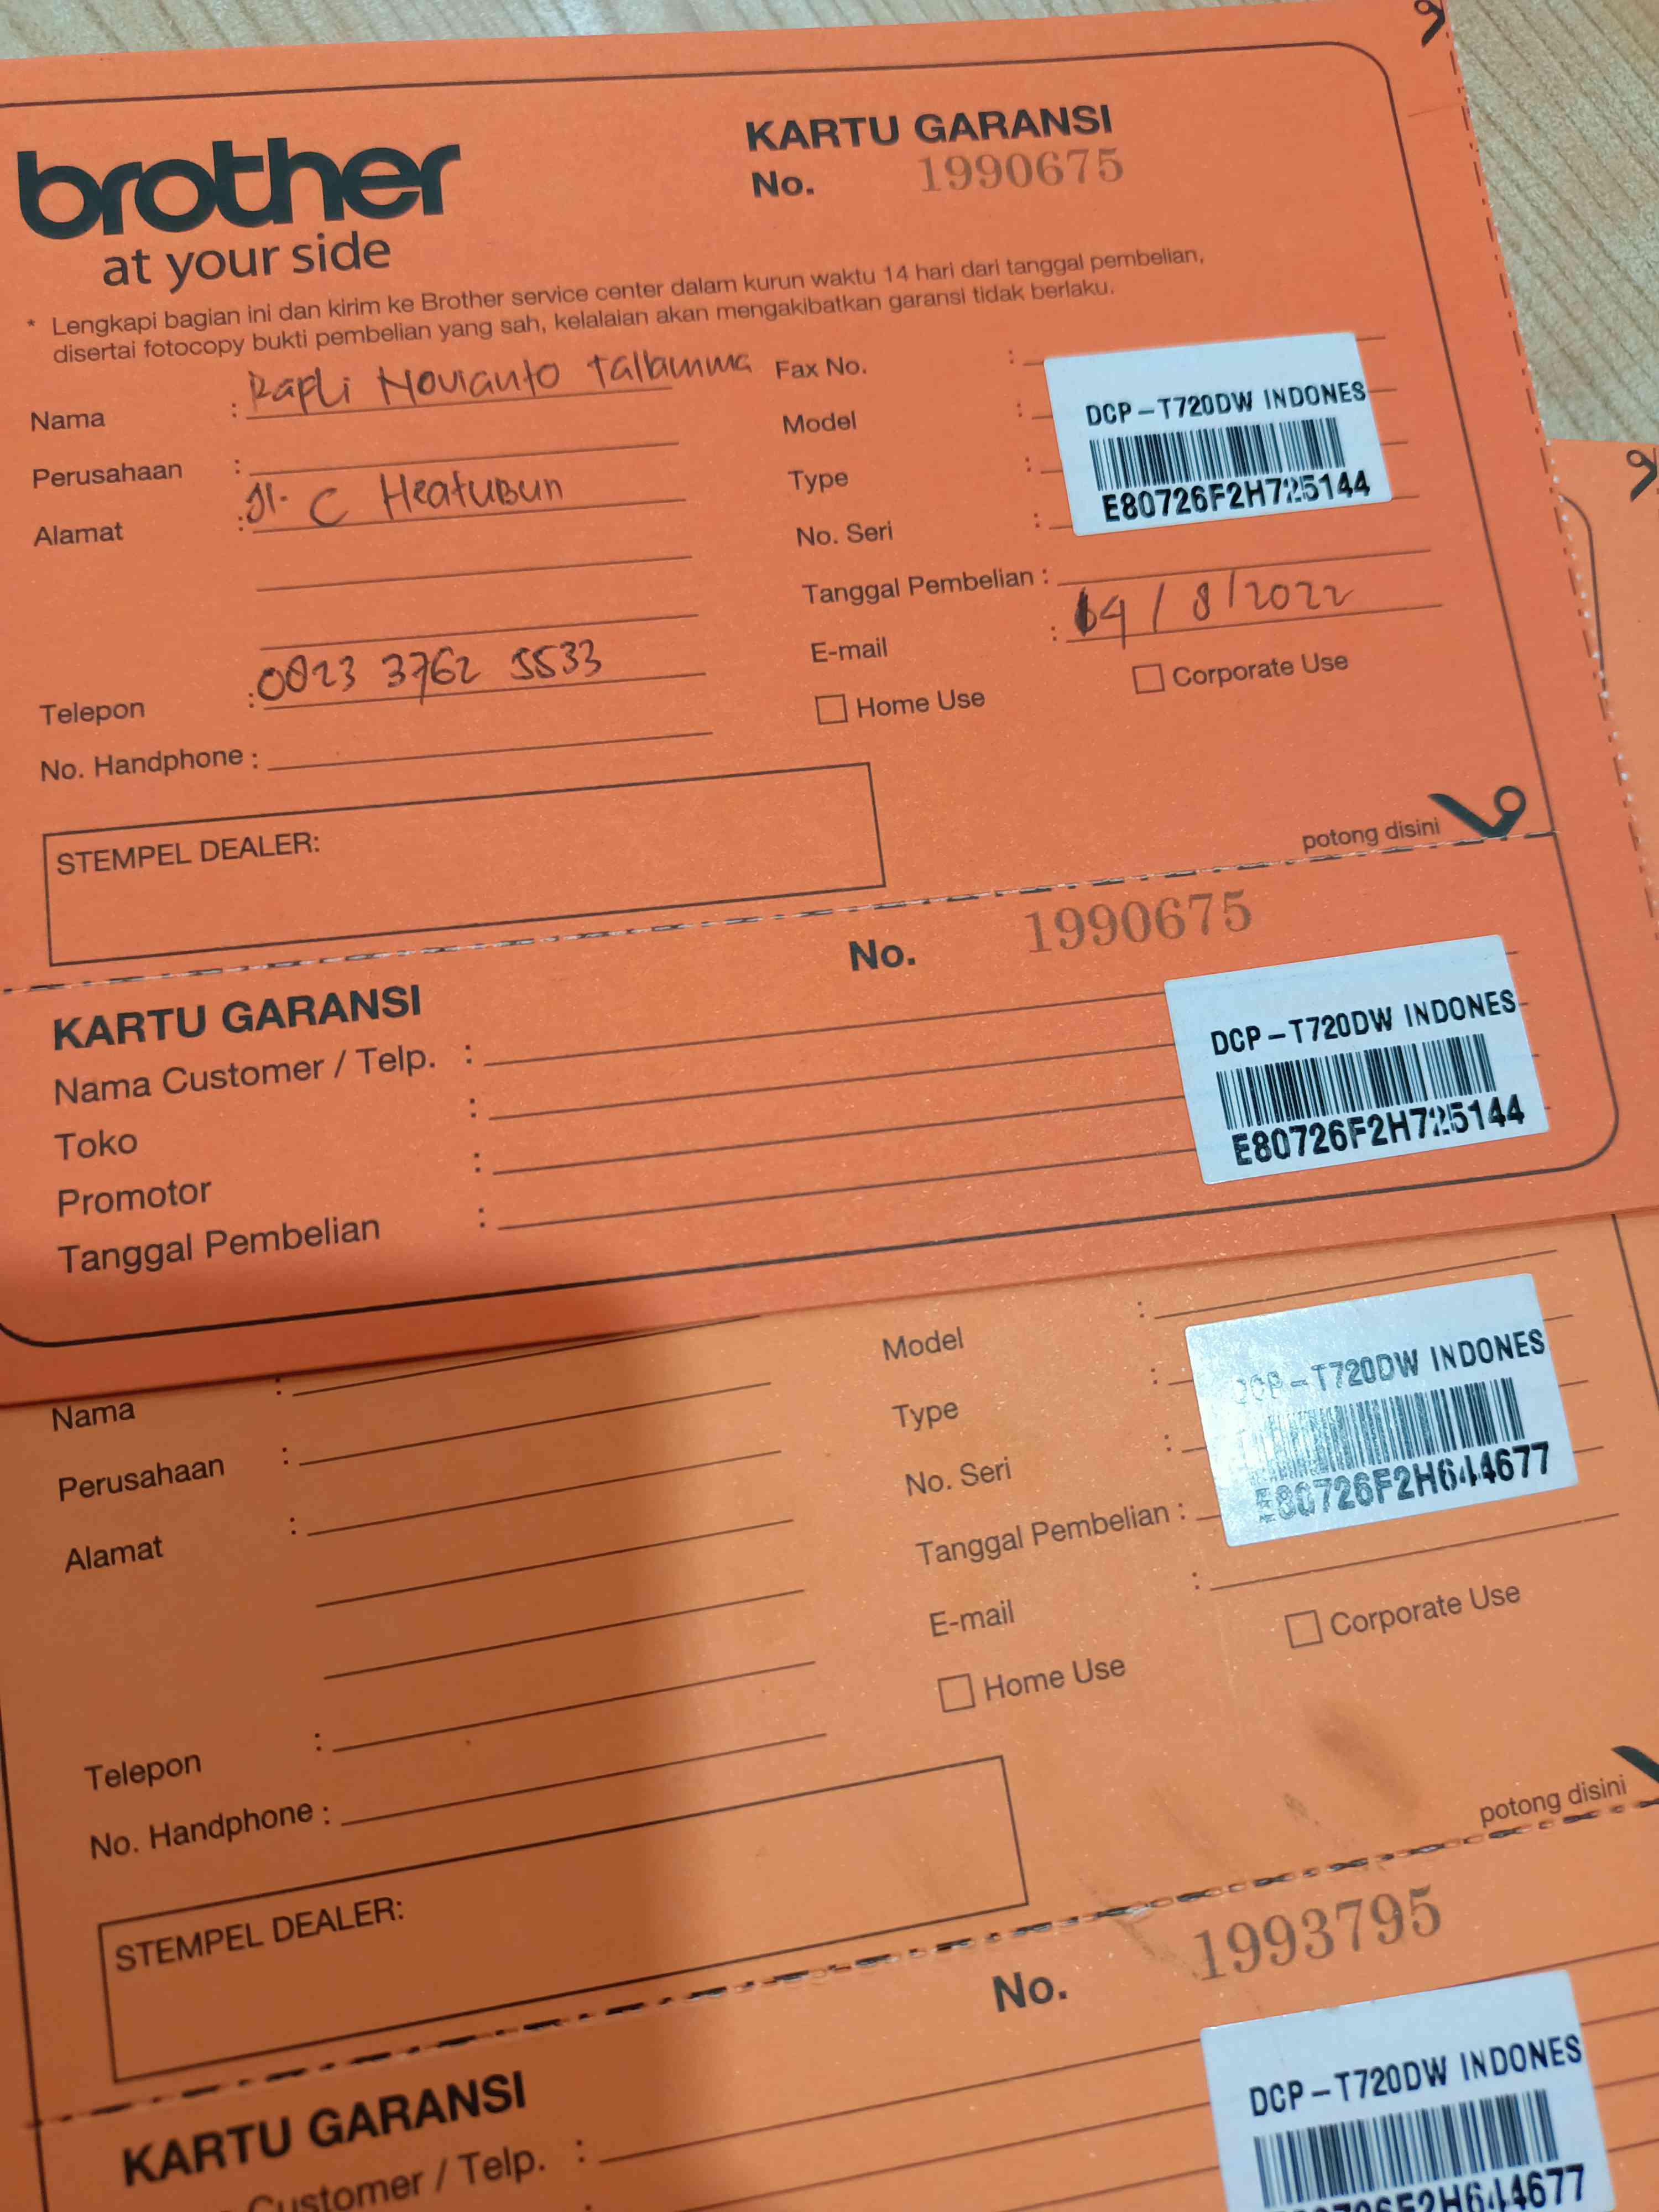 brother
at your side
KARTU GARANSI
No. 1990675
* Lengkapi bagian ini dan kirim ke Brother service center dalam kurun waktu 14 hari dari tanggal pembelian,
disertai fotocopy bukti pembelian yang sah, kelalaian akan mengakibatkan garansi tidak berlaku.
Nama : Rapli Novianto Tallamma
Perusahaan :
Alamat : Jl. C Heatubun
Telepon : 0823 3762 5533
No. Handphone :
Fax No. :
Model :
Type :
No. Seri :
DCP-T720DW INDONES
E80726F2H725144
Tanggal Pembelian :
E-mail : 14/8/2022
Home Use
Corporate Use
STEMPEL DEALER:
potong disini
No. 1990675
KARTU GARANSI
Nama Customer / Telp. :
Toko :
Promotor :
Tanggal Pembelian :
DCP-T720DW INDONES
E80726F2H725144
Nama :
Perusahaan :
Alamat :
Telepon :
No. Handphone :
Model :
Type :
No. Seri :
DCP-T720DW INDONES
E80726F2H644677
Tanggal Pembelian :
E-mail :
Home Use
Corporate Use
STEMPEL DEALER:
potong disini
No. 1993795
KARTU GARANSI
Customer / Telp. :
DCP-T720DW INDONES